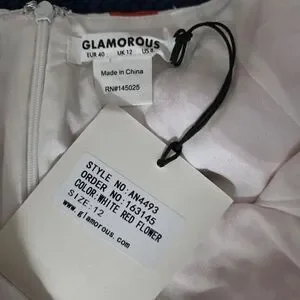 GLAMOROUS
EUR 40 UK 12 US 8
Made in China
RN#145025
STYLE NO:AN4493
ORDER NO:163145
COLOR:WHITE RED FLOWER
SIZE:12
www.glamorous.com